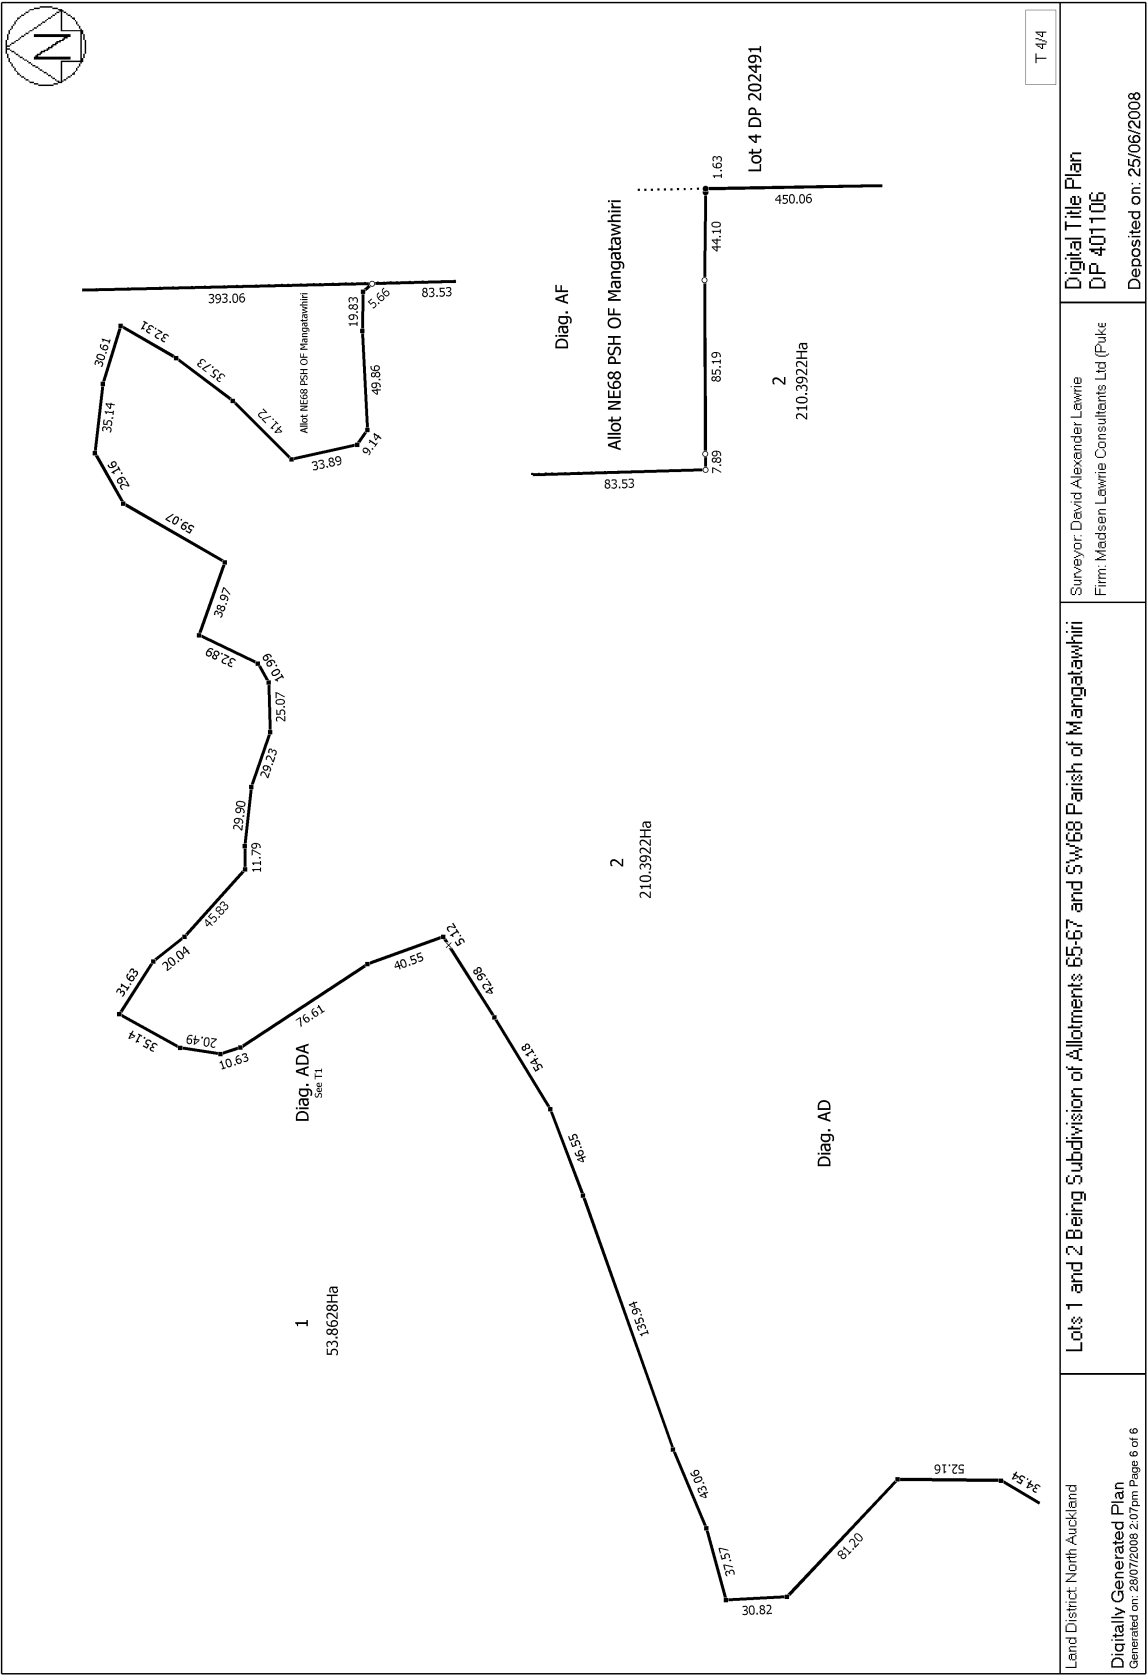 N
T 4/4
393.06
30.61
32.31
35.73
35.14
41.72
29.16
33.89
9.14
49.86
19.83
5.66
83.53
Allot NE68 PSH OF Mangatawhiri
59.07
38.97
32.89
10.99
25.07
29.23
29.90
11.79
45.83
20.04
31.63
35.14
20.49
10.63
76.61
40.55
5.12
42.98
54.18
46.55
135.94
43.06
37.57
30.82
81.20
52.16
34.54
Diag. ADA
See T1
1
53.8628Ha
2
210.3922Ha
Diag. AD
Diag. AF
Allot NE68 PSH OF Mangatawhiri
83.53
7.89
85.19
44.10
1.63
450.06
Lot 4 DP 202491
2
210.3922Ha
Land District: North Auckland
Digitally Generated Plan
Generated on: 28/07/2008 2:07pm Page 6 of 6
Lots 1 and 2 Being Subdivision of Allotments 65-67 and SW68 Parish of Mangatawhiri
Surveyor: David Alexander Lawrie
Firm: Madsen Lawrie Consultants Ltd (Puke
Digital Title Plan
DP 401106
Deposited on: 25/06/2008